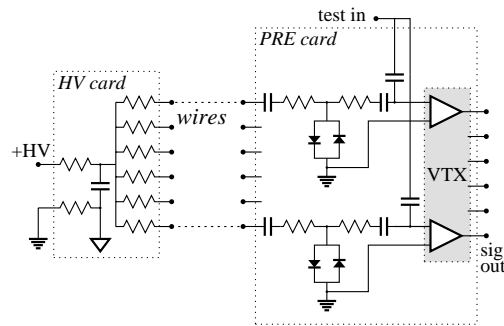 test in
PRE card
HV card
wires
+HV
VTX
sig
out